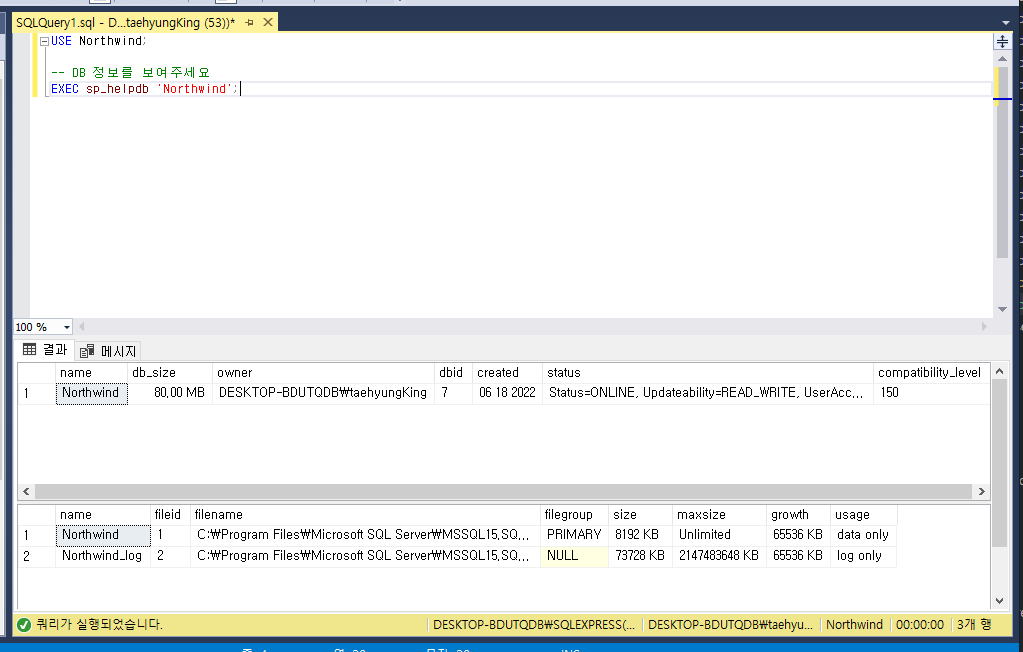 SQLQuery1.sql - D...taehyungKing (53))*
USE Northwind;
-- DB 정보를 보여주세요
EXEC sp_helpdb 'Northwind';
100 %
결과 메시지
name db_size owner dbid created status compatibility_level
1 Northwind 80,00 MB DESKTOP-BDUTQDB₩taehyungKing 7 06 18 2022 Status=ONLINE, Updateability=READ_WRITE, UserAcc,,, 150
name fileid filename filegroup size maxsize growth usage
1 Northwind 1 C:₩Program Files₩Microsoft SQL Server₩MSSQL15,SQ,,, PRIMARY 8192 KB Unlimited 65536 KB data only
2 Northwind_log 2 C:₩Program Files₩Microsoft SQL Server₩MSSQL15,SQ,,, NULL 73728 KB 2147483648 KB 65536 KB log only
쿼리가 실행되었습니다. DESKTOP-BDUTQDB₩SQLEXPRESS(... DESKTOP-BDUTQDB₩taehyu... Northwind 00:00:00 3개 행